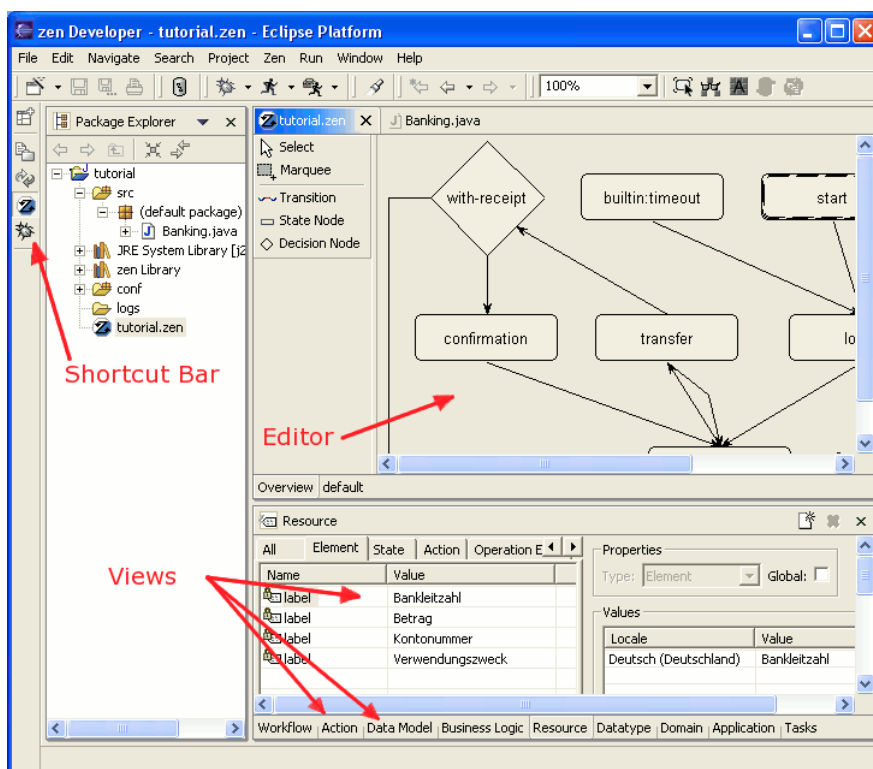 zen Developer - tutorial.zen - Eclipse Platform
File Edit Navigate Search Project Zen Run Window Help
100%
Package Explorer
tutorial
src
(default package)
Banking.java
JRE System Library [j2
zen Library
conf
logs
tutorial.zen
Shortcut Bar
tutorial.zen
Banking.java
Select
Marquee
Transition
State Node
Decision Node
with-receipt
builtin:timeout
start
confirmation
transfer
lo
Editor
Overview default
Resource
All Element State Action Operation E
Name Value
label Bankleitzahl
label Betrag
label Kontonummer
label Verwendungszweck
Properties
Type: Element Global:
Values
Locale Value
Deutsch (Deutschland) Bankleitzahl
Views
Workflow Action Data Model Business Logic Resource Datatype Domain Application Tasks